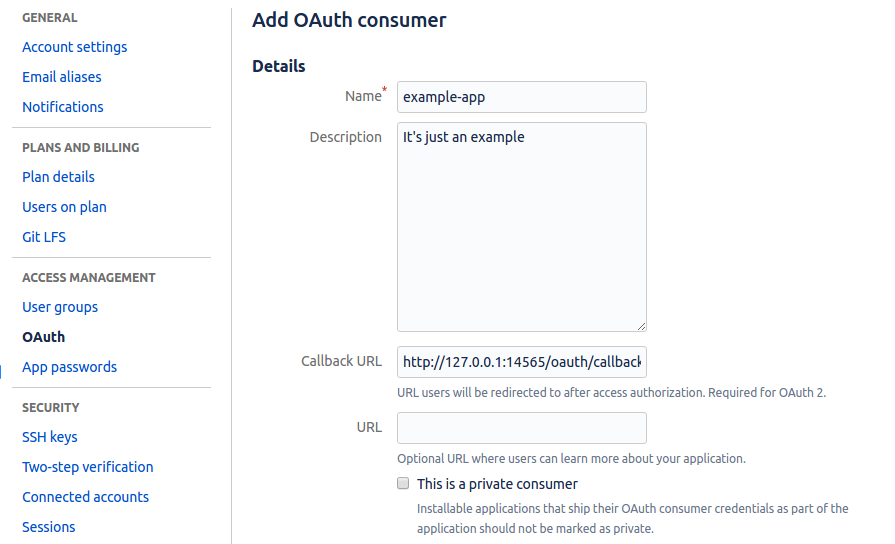 GENERAL
Account settings
Email aliases
Notifications
PLANS AND BILLING
Plan details
Users on plan
Git LFS
ACCESS MANAGEMENT
User groups
OAuth
App passwords
SECURITY
SSH keys
Two-step verification
Connected accounts
Sessions
Add OAuth consumer
Details
Name* example-app
Description It's just an example
Callback URL http://127.0.0.1:14565/oauth/callback
URL users will be redirected to after access authorization. Required for OAuth 2.
URL
Optional URL where users can learn more about your application.
This is a private consumer
Installable applications that ship their OAuth consumer credentials as part of the
application should not be marked as private.